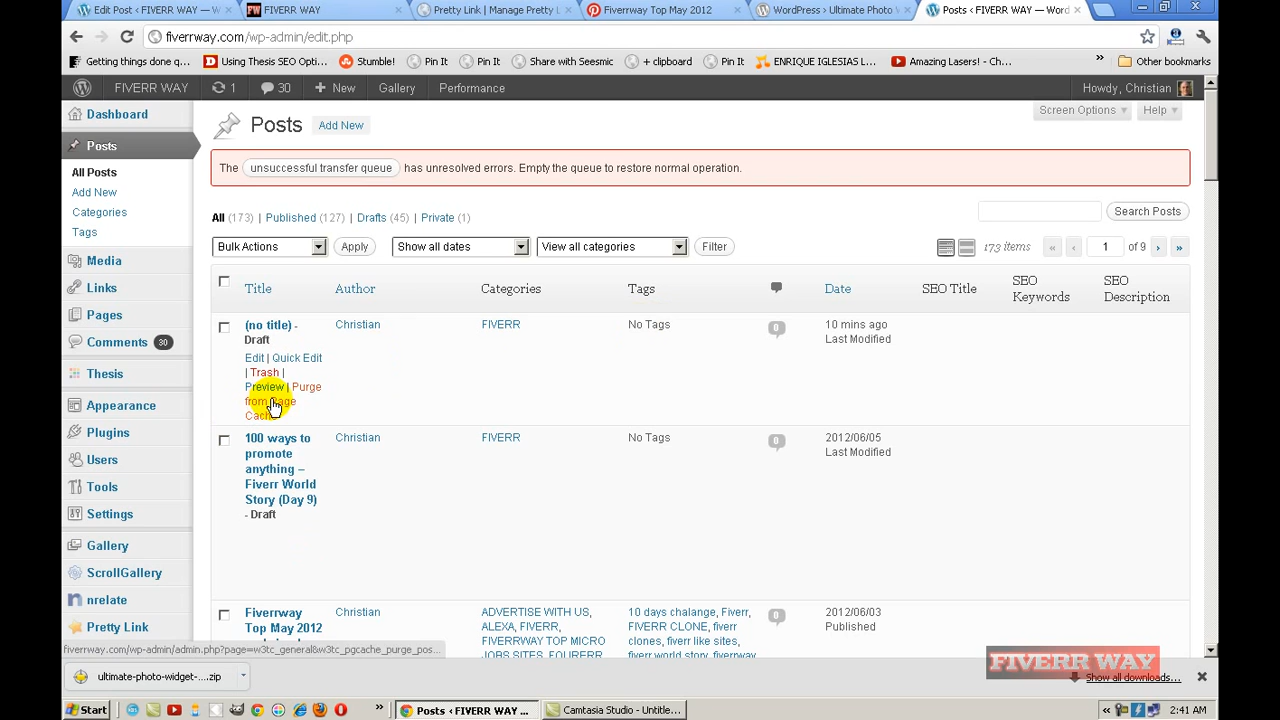 Edit Post ‹ FIVERR WAY — W
FIVERR WAY
Pretty Link | Manage Pretty L
Fiverrway Top May 2012
WordPress › Ultimate Photo
Posts ‹ FIVERR WAY — Word
fiverrway.com/wp-admin/edit.php
Getting things done q...
Using Thesis SEO Opti...
Stumble!
Pin It
Pin It
Share with Seesmic
+ clipboard
Pin It
ENRIQUE IGLESIAS L...
Amazing Lasers! - Ch...
»
Other bookmarks
FIVERR WAY
1
30
New
Gallery
Performance
Howdy, Christian
Dashboard
Posts
All Posts
Add New
Categories
Tags
Media
Links
Pages
Comments 30
Thesis
Appearance
Plugins
Users
Tools
Settings
Gallery
ScrollGallery
nrelate
Pretty Link
Posts Add New
Screen Options
Help
The unsuccessful transfer queue has unresolved errors. Empty the queue to restore normal operation.
All (173) | Published (127) | Drafts (45) | Private (1)
Search Posts
Bulk Actions
Apply
Show all dates
View all categories
Filter
173 items « ‹ 1 of 9 › »
Title
Author
Categories
Tags
Date
SEO Title
SEO
Keywords
SEO
Description
(no title) -
Draft
Edit | Quick Edit
| Trash |
Preview | Purge
from Page
Cache
Christian
FIVERR
No Tags
0
10 mins ago
Last Modified
100 ways to
promote
anything –
Fiverr World
Story (Day 9)
- Draft
Christian
FIVERR
No Tags
0
2012/06/05
Last Modified
Fiverrway
Top May 2012
Christian
ADVERTISE WITH US,
ALEXA, FIVERR,
FIVERRWAY TOP MICRO
JOBS SITES, FOURERR
10 days chalange, Fiverr,
FIVERR CLONE, fiverr
clones, fiverr like sites,
fiverr world story, fiverrway
0
2012/06/03
Published
fiverrway.com/wp-admin/admin.php?page=w3tc_general&w3tc_pgcache_purge_pos...
FIVERR WAY
ultimate-photo-widget-....zip
Show all downloads...
Start
»
Posts ‹ FIVERR WAY ...
Camtasia Studio - Untitle...
«
2:41 AM